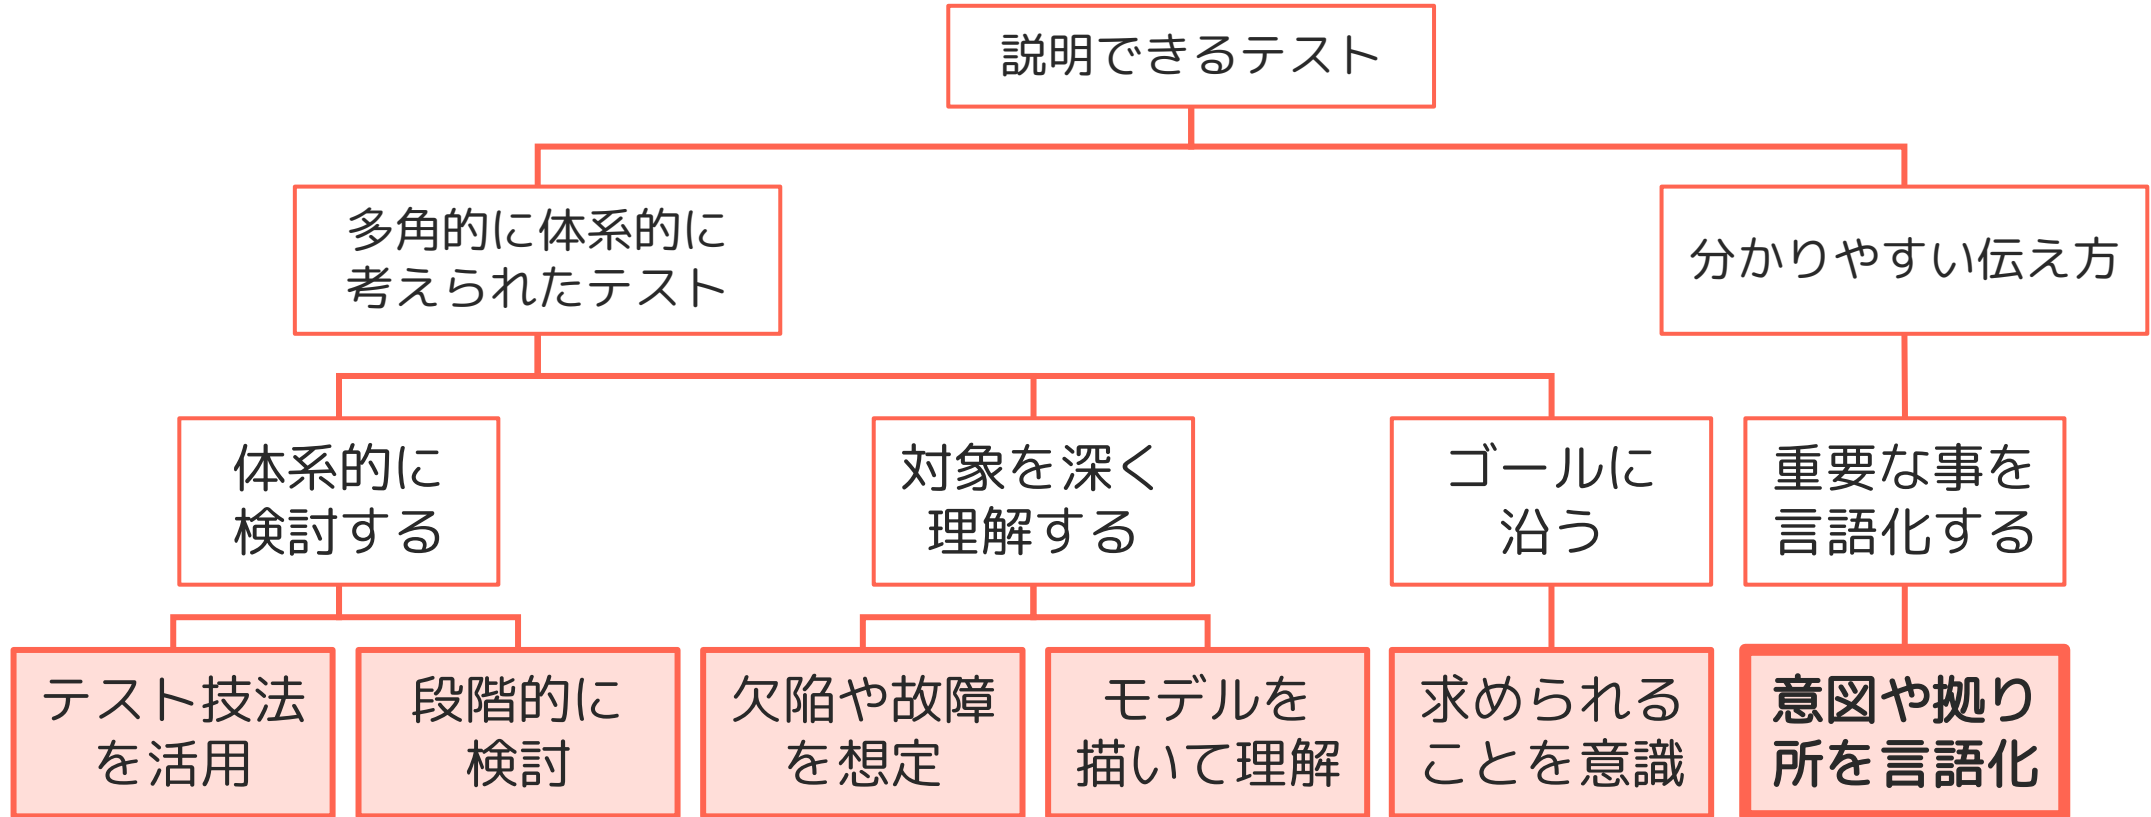 説明できるテスト
多角的に体系的に
考えられたテスト
分かりやすい伝え方
体系的に
検討する
対象を深く
理解する
ゴールに
沿う
重要な事を
言語化する
テスト技法
を活用
段階的に
検討
欠陥や故障
を想定
モデルを
描いて理解
求められる
ことを意識
意図や拠り
所を言語化